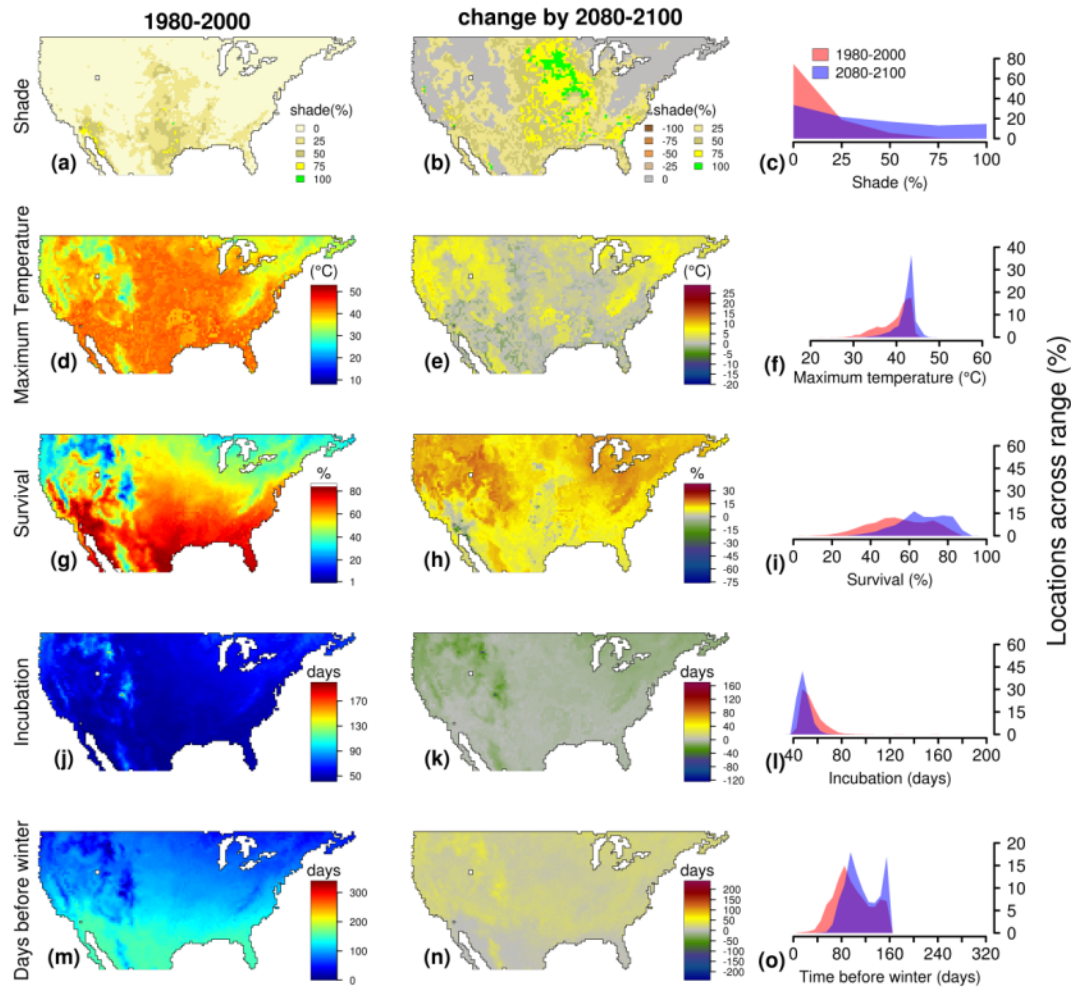 1980-2000
change by 2080-2100
Shade
(a)
shade(%)
0
25
50
75
100
(b)
shade(%)
-100
-75
-50
-25
0
25
50
75
100
(c)
1980-2000
2080-2100
80
60
40
20
0
0 25 50 75 100
Shade (%)
Maximum Temperature
(d)
(°C)
50
40
30
20
10
(e)
(°C)
25
20
15
10
5
0
-5
-10
-15
-20
(f)
40
30
20
10
0
20 30 40 50 60
Maximum temperature (°C)
Survival
(g)
%
80
60
40
20
1
(h)
%
30
15
0
-15
-30
-45
-60
-75
(i)
60
45
30
15
0
0 20 40 60 80 100
Survival (%)
Incubation
(j)
days
170
130
90
50
(k)
days
160
120
80
40
0
-40
-80
-120
(l)
60
45
30
15
0
40 80 120 160 200
Incubation (days)
Days before winter
(m)
days
300
200
100
0
(n)
days
200
150
100
50
0
-50
-100
-150
-200
(o)
20
15
10
5
0
0 80 160 240 320
Time before winter (days)
Locations across range (%)